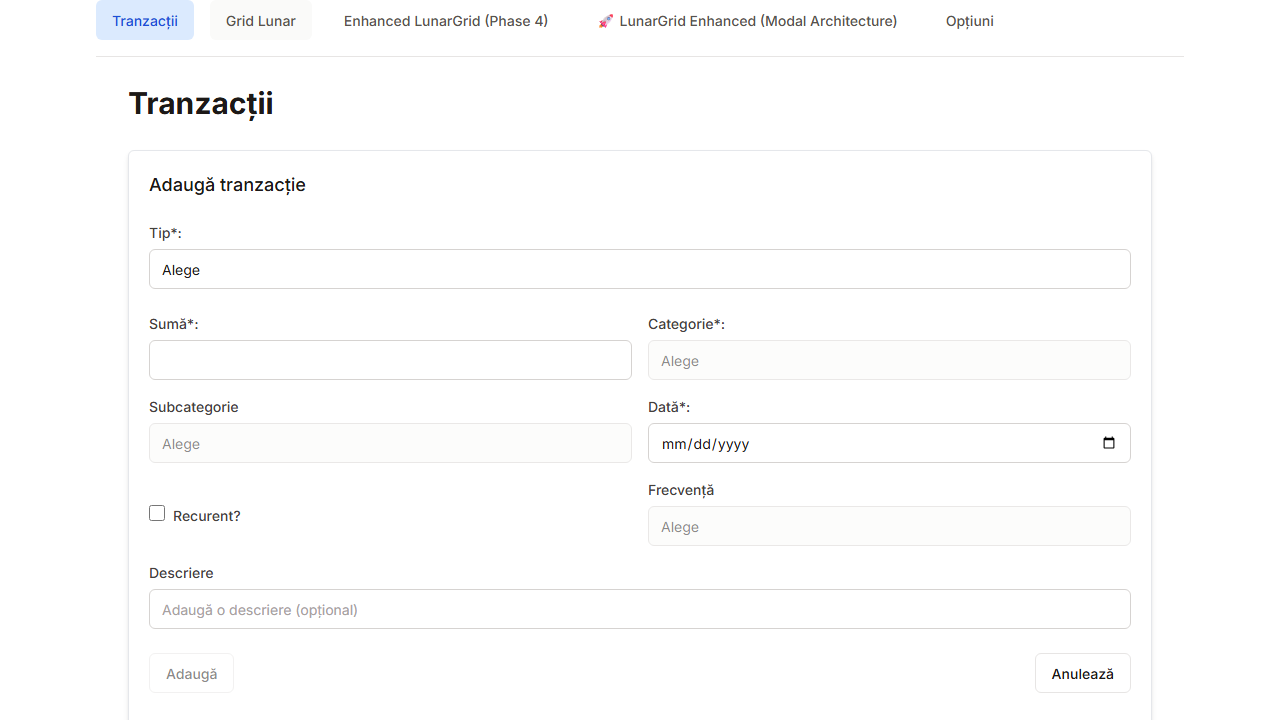 Tranzacții
Grid Lunar
Enhanced LunarGrid (Phase 4)
🚀 LunarGrid Enhanced (Modal Architecture)
Opțiuni
Tranzacții
Adaugă tranzacție
Tip*:
Alege
Sumă*:
Categorie*:
Alege
Subcategorie
Alege
Dată*:
mm/dd/yyyy
Recurent?
Frecvență
Alege
Descriere
Adaugă o descriere (opțional)
Adaugă
Anulează